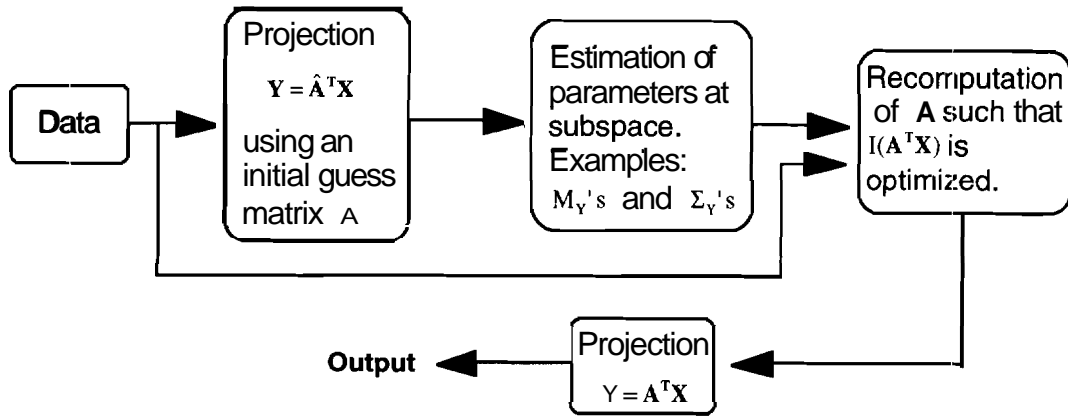 Data
Projection
Y = Â^T X
using an
initial guess
matrix A
Estimation of
parameters at
subspace.
Examples:
M_Y's and Σ_Y's
Recomputation
of A such that
I(A^T X) is
optimized.
Output
Projection
Y = A^T X